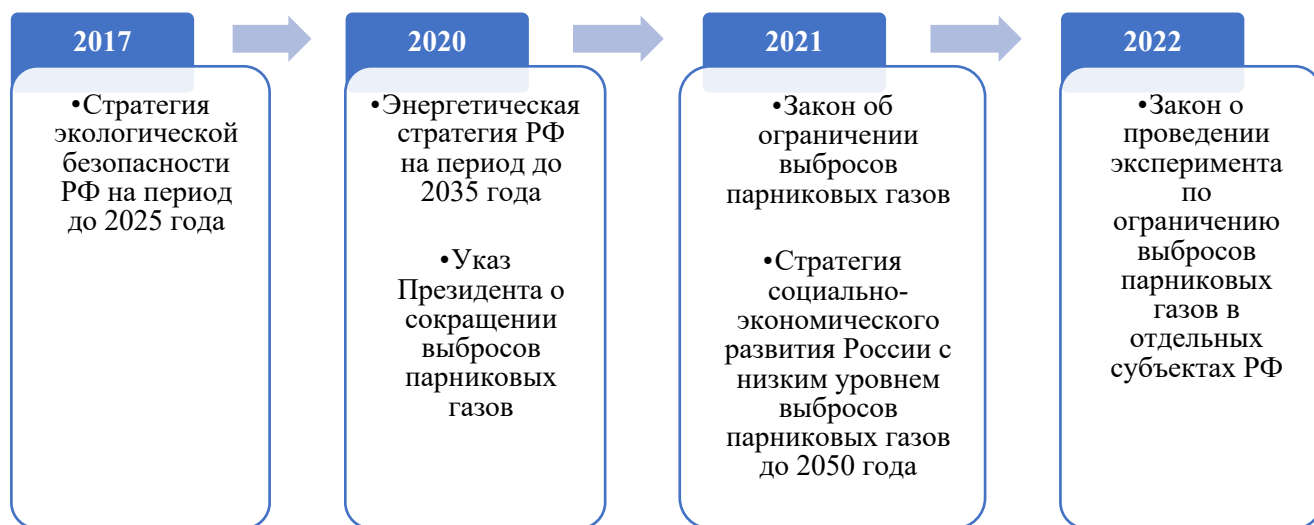 2017
•Стратегия
экологической
безопасности
РФ на период
до 2025 года
2020
•Энергетическая
стратегия РФ
на период до
2035 года
•Указ
Президента о
сокращении
выбросов
парниковых
газов
2021
•Закон об
ограничении
выбросов
парниковых газов
•Стратегия
социально-
экономического
развития России с
низким уровнем
выбросов
парниковых газов
до 2050 года
2022
•Закон о
проведении
эксперимента
по
ограничению
выбросов
парниковых
газов в
отдельных
субъектах РФ